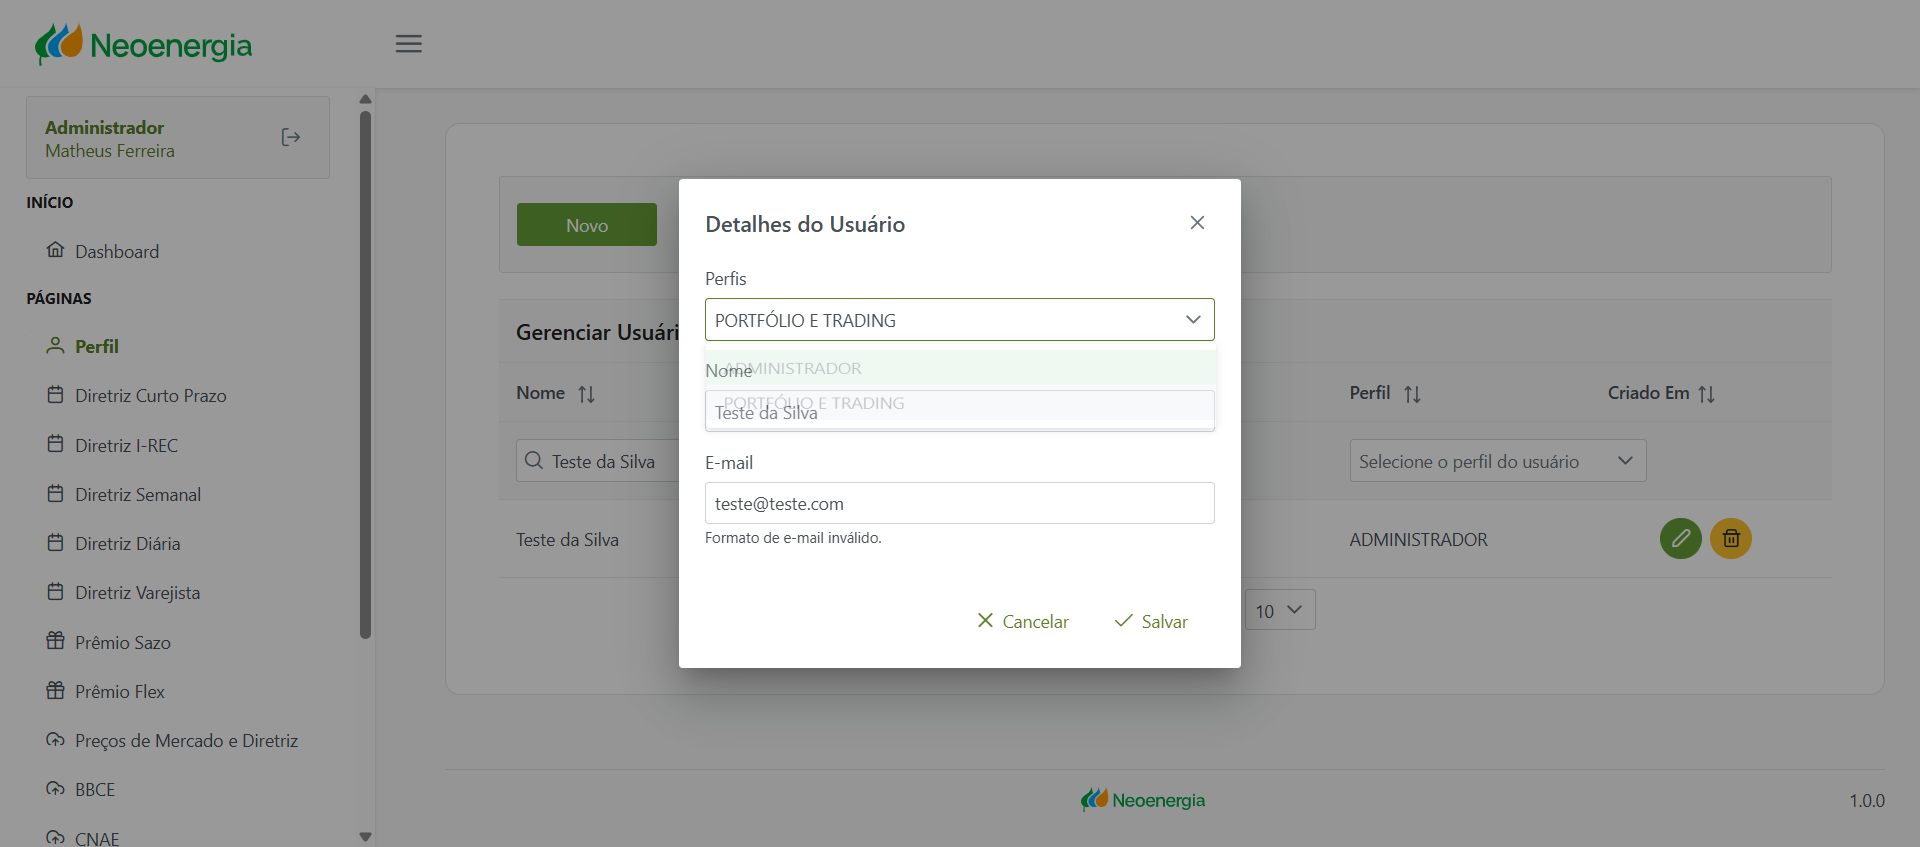 Neoenergia
Administrador
Matheus Ferreira
INÍCIO
Dashboard
PÁGINAS
Perfil
Diretriz Curto Prazo
Diretriz I-REC
Diretriz Semanal
Diretriz Diária
Diretriz Varejista
Prêmio Sazo
Prêmio Flex
Preços de Mercado e Diretriz
BBCE
CNAE
Novo
Gerenciar Usuári
Nome
Perfil
Criado Em
Teste da Silva
Selecione o perfil do usuário
Teste da Silva
ADMINISTRADOR
10
Detalhes do Usuário
Perfis
PORTFÓLIO E TRADING
ADMINISTRADOR
Nome
PORTFÓLIO E TRADING
Teste da Silva
E-mail
teste@teste.com
Formato de e-mail inválido.
Cancelar
Salvar
Neoenergia
1.0.0